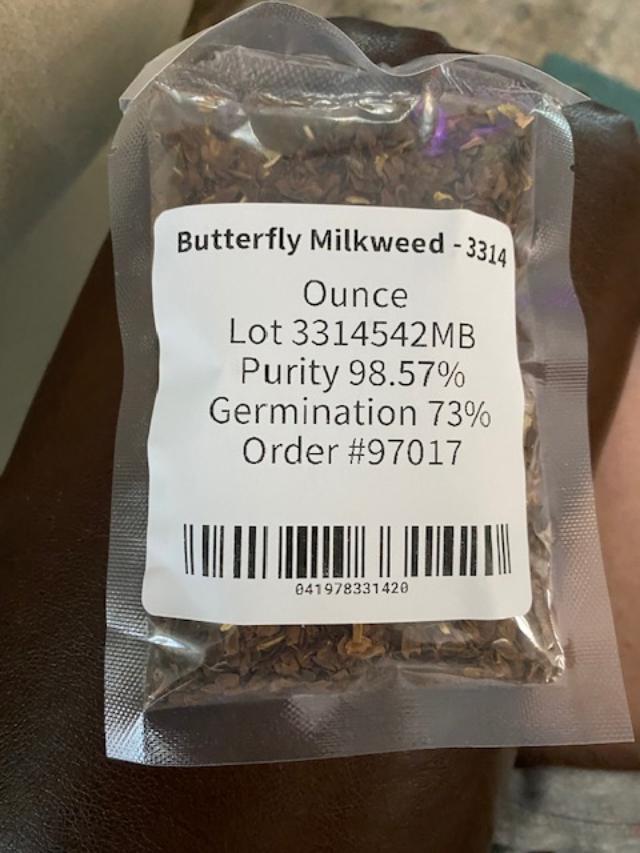 Butterfly Milkweed - 3314
Ounce
Lot 3314542MB
Purity 98.57%
Germination 73%
Order #97017
041978331420